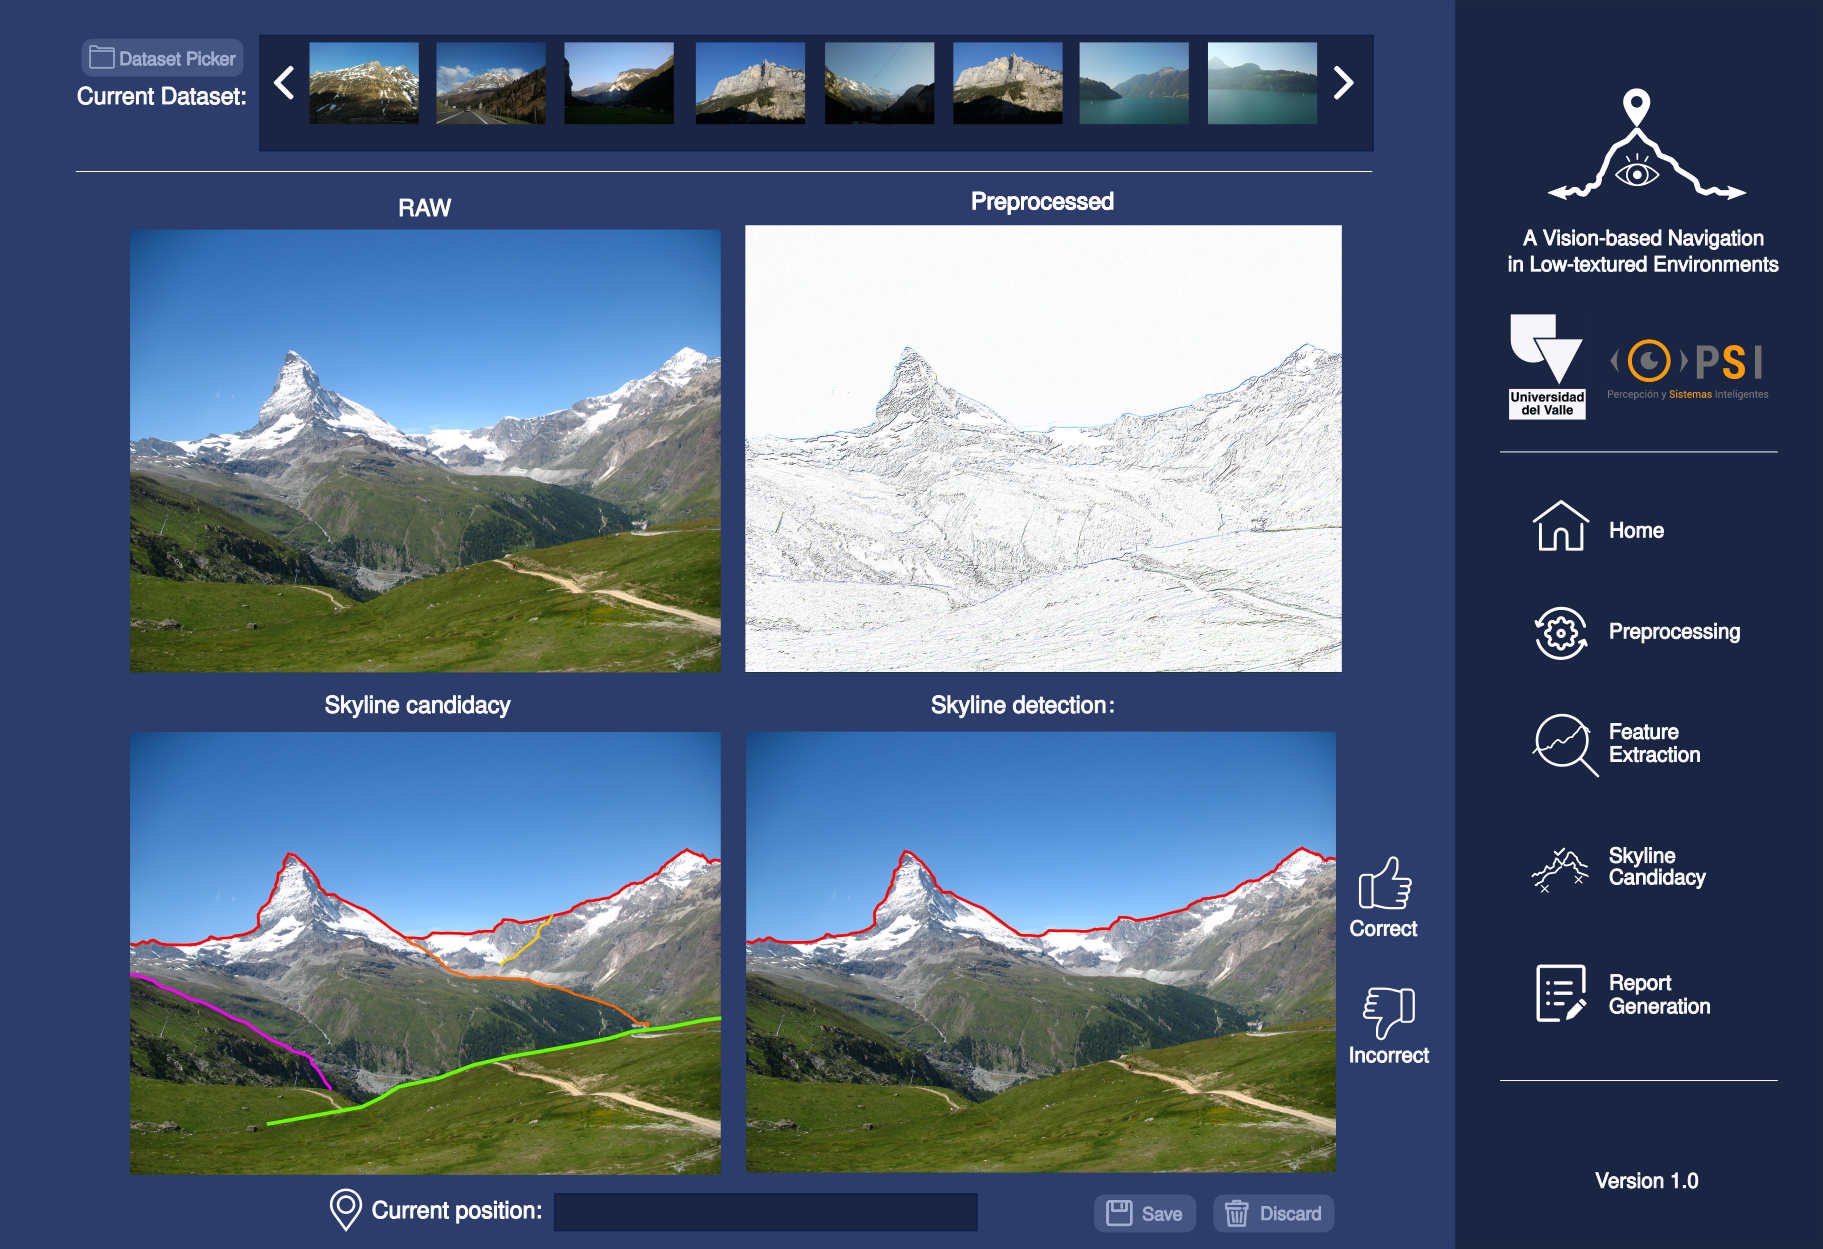 Dataset Picker
Current Dataset:
RAW
Preprocessed
Skyline candidacy
Skyline detection:
Correct
Incorrect
Current position:
Save
Discard
A Vision-based Navigation
in Low-textured Environments
Universidad
del Valle
PSI
Percepción y Sistemas Inteligentes
Home
Preprocessing
Feature
Extraction
Skyline
Candidacy
Report
Generation
Version 1.0